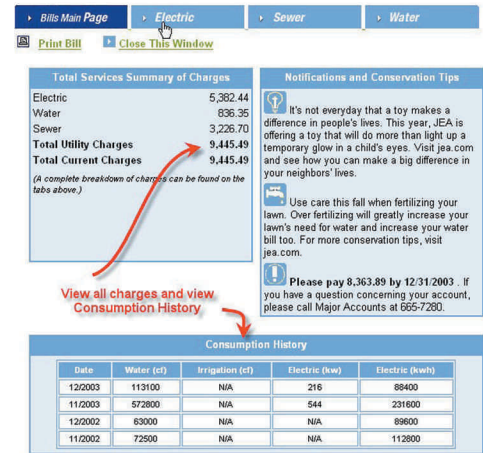 Bills Main Page
Electric
Sewer
Water
Print Bill
Close This Window
Total Services Summary of Charges
Electric 5,382.44
Water 836.35
Sewer 3,226.70
Total Utility Charges 9,445.49
Total Current Charges 9,445.49
(A complete breakdown of charges can be found on the
tabs above.)
Notifications and Conservation Tips
It's not everyday that a toy makes a
difference in people's lives. This year, JEA is
offering a toy that will do more than light up a
temporary glow in a child's eyes. Visit jea.com
and see how you can make a big difference in
your neighbors' lives.
Use care this fall when fertilizing your
lawn. Over fertilizing will greatly increase your
lawn's need for water and increase your water
bill too. For more conservation tips, visit
jea.com.
Please pay 8,363.89 by 12/31/2003 . If
you have a question concerning your account,
please call Major Accounts at 665-7280.
View all charges and view
Consumption History
Consumption History
Date Water (cf) Irrigation (cf) Electric (kw) Electric (kwh)
12/2003 113100 N/A 216 88400
11/2003 572800 N/A 544 231600
12/2002 63000 N/A N/A 89600
11/2002 72500 N/A N/A 112800